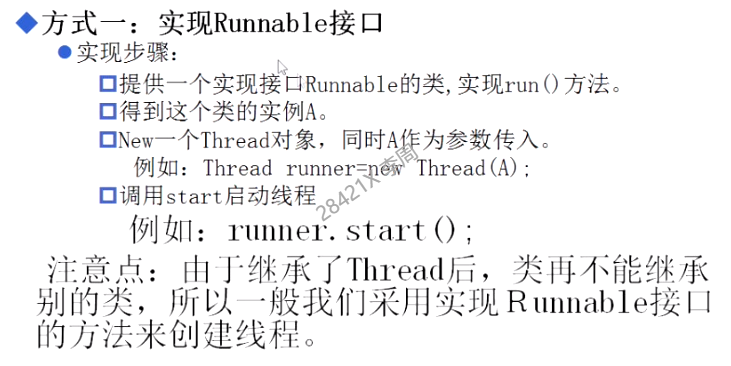 方式一：实现Runnable接口
实现步骤：
提供一个实现接口Runnable的类,实现run()方法。
得到这个类的实例A。
New一个Thread对象，同时A作为参数传入。
例如：Thread runner=new Thread(A);
调用start启动线程
例如：runner.start();
注意点：由于继承了Thread后，类再不能继承
别的类，所以一般我们采用实现Runnable接口
的方法来创建线程。
28421X 李周